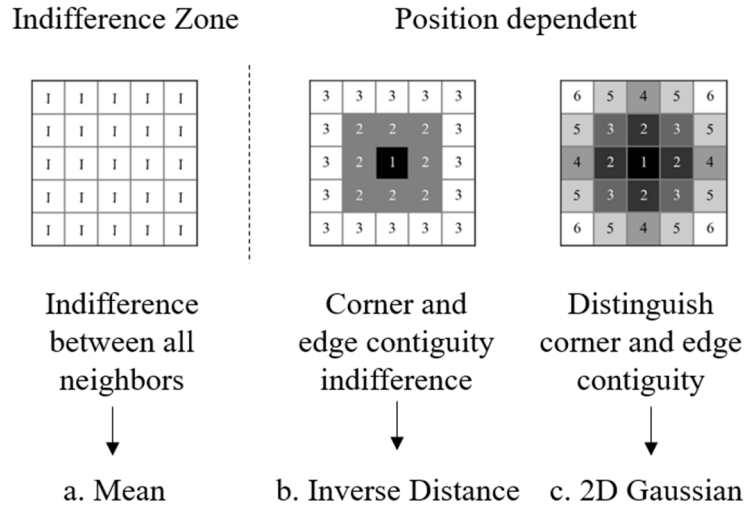 Indifference Zone
Position dependent
I I I I I
I I I I I
I I I I I
I I I I I
I I I I I
3 3 3 3 3
3 2 2 2 3
3 2 1 2 3
3 2 2 2 3
3 3 3 3 3
6 5 4 5 6
5 3 2 3 5
4 2 1 2 4
5 3 2 3 5
6 5 4 5 6
Indifference
between all
neighbors
Corner and
edge contiguity
indifference
Distinguish
corner and edge
contiguity
a. Mean
b. Inverse Distance
c. 2D Gaussian